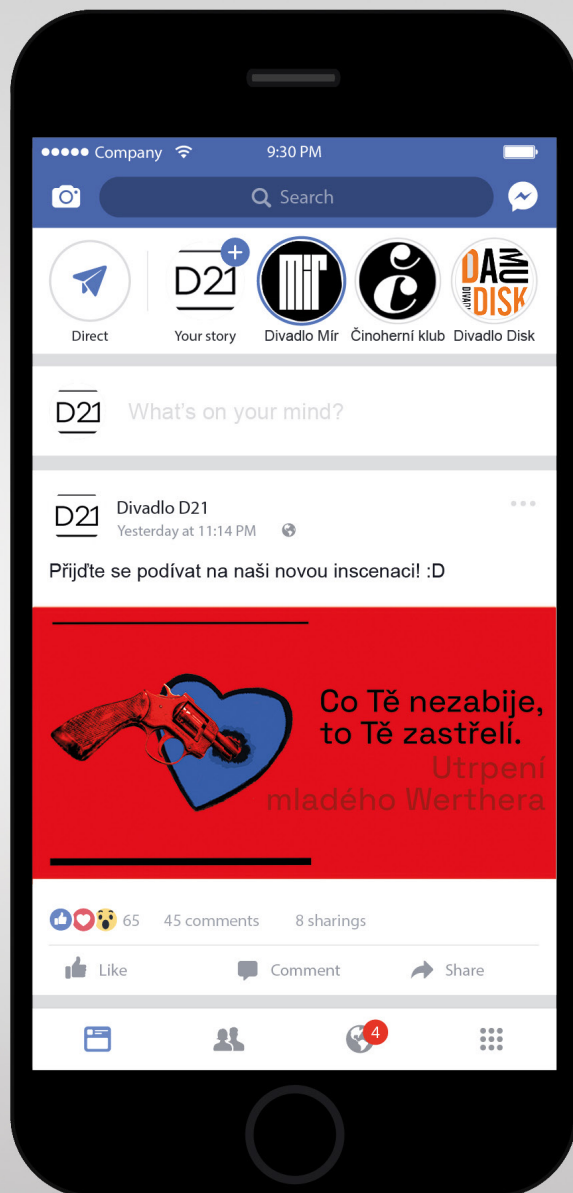 Company 9:30 PM
Search
D21 mir č DAMU DIVADLO DISK
Direct Your story Divadlo Mír Činoherní klub Divadlo Disk
D21 What's on your mind?
D21 Divadlo D21
Yesterday at 11:14 PM
Přijďte se podívat na naši novou inscenaci! :D
Co Tě nezabije,
to Tě zastřelí.
Utrpení
mladého Werthera
65 45 comments 8 sharings
Like Comment Share
4